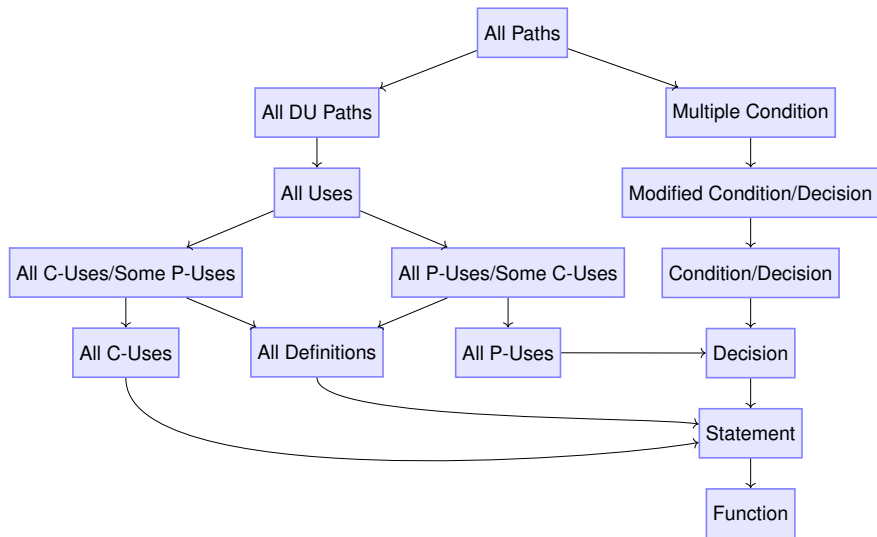 All Paths
All DU Paths
Multiple Condition
All Uses
Modified Condition/Decision
All C-Uses/Some P-Uses
All P-Uses/Some C-Uses
Condition/Decision
All C-Uses
All Definitions
All P-Uses
Decision
Statement
Function